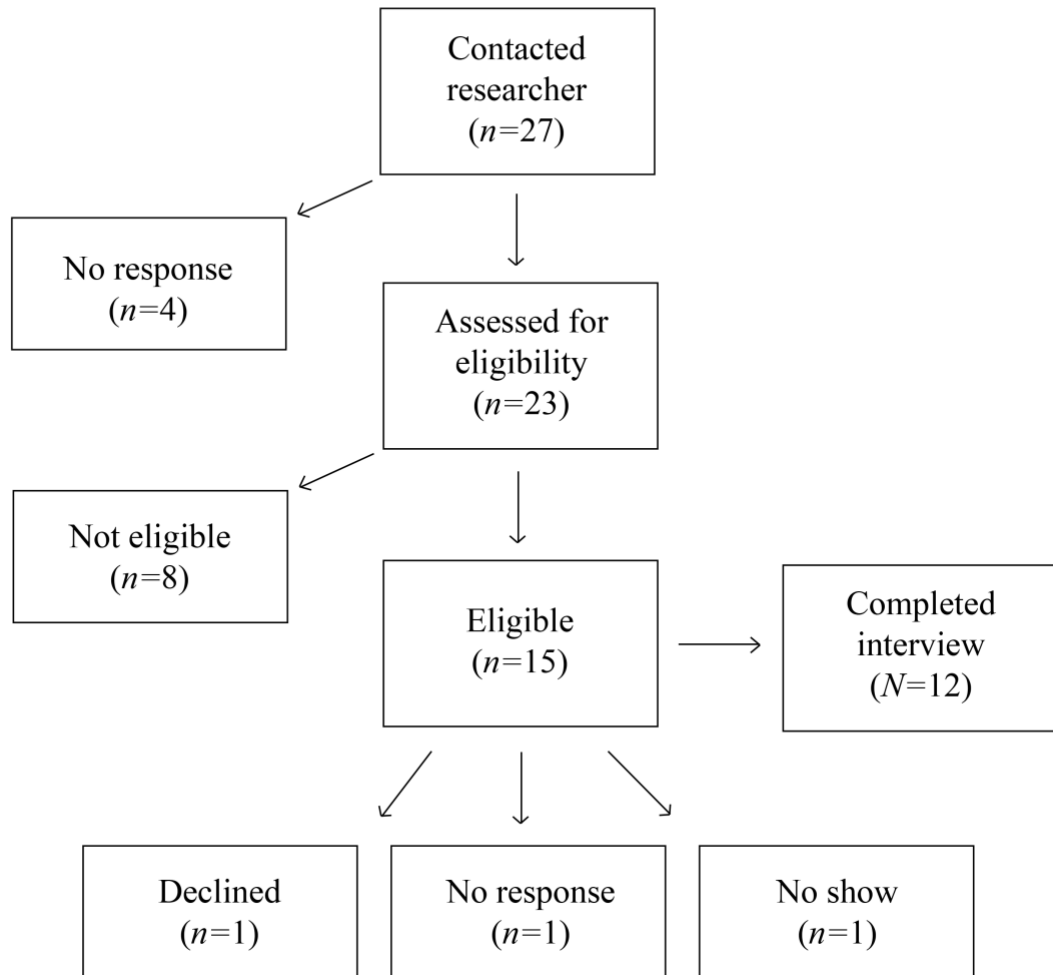 Contacted
researcher
(n=27)
No response
(n=4)
Assessed for
eligibility
(n=23)
Not eligible
(n=8)
Eligible
(n=15)
Completed
interview
(N=12)
Declined
(n=1)
No response
(n=1)
No show
(n=1)